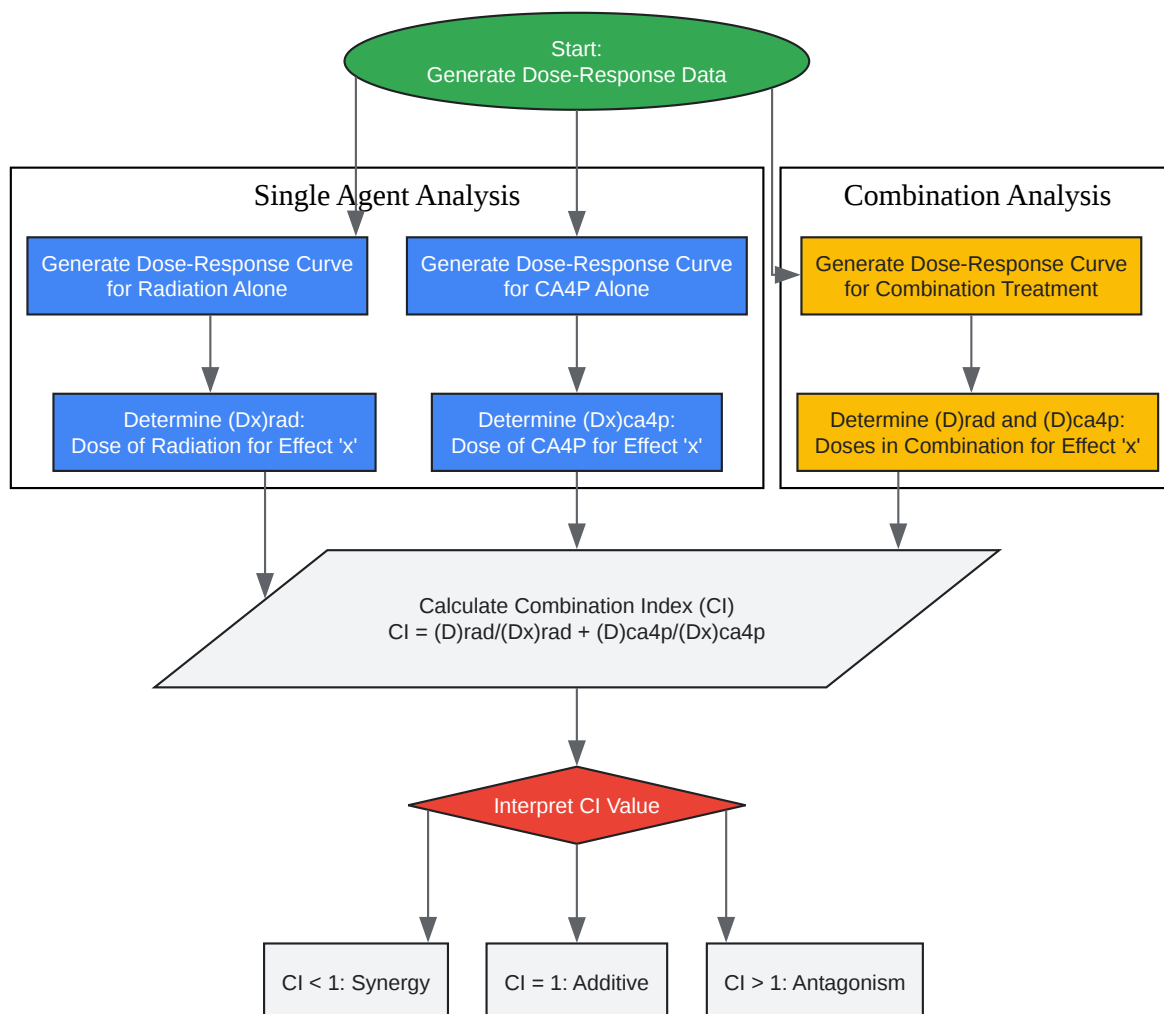 Start:
Generate Dose-Response Data
Single Agent Analysis
Combination Analysis
Generate Dose-Response Curve
for Radiation Alone
Generate Dose-Response Curve
for CA4P Alone
Generate Dose-Response Curve
for Combination Treatment
Determine (Dx)rad:
Dose of Radiation for Effect 'x'
Determine (Dx)ca4p:
Dose of CA4P for Effect 'x'
Determine (D)rad and (D)ca4p:
Doses in Combination for Effect 'x'
Calculate Combination Index (CI)
CI = (D)rad/(Dx)rad + (D)ca4p/(Dx)ca4p
Interpret CI Value
CI < 1: Synergy
CI = 1: Additive
CI > 1: Antagonism